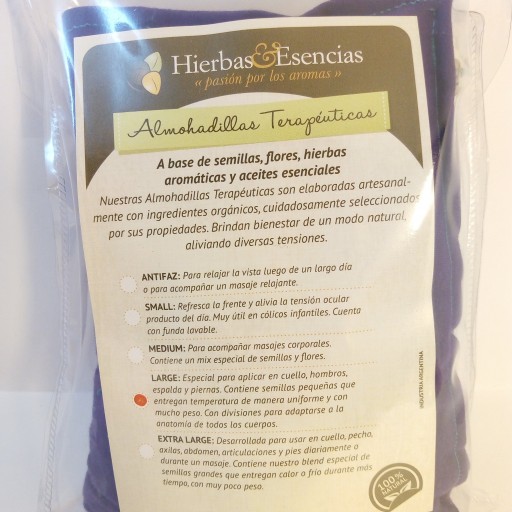 Hierbas&Esencias
« pasión por los aromas »
Almohadillas Terapéuticas
A base de semillas, flores, hierbas
aromáticas y aceites esenciales
Nuestras Almohadillas Terapéuticas son elaboradas artesanal-
mente con ingredientes orgánicos, cuidadosamente seleccionados
por sus propiedades. Brindan bienestar de un modo natural,
aliviando diversas tensiones.
ANTIFAZ: Para relajar la vista luego de un largo día
o para acompañar un masaje relajante.
SMALL: Refresca la frente y alivia la tensión ocular
producto del día. Muy útil en cólicos infantiles. Cuenta
con funda lavable.
MEDIUM: Para acompañar masajes corporales.
Contiene un mix especial de semillas y flores.
LARGE: Especial para aplicar en cuello, hombros,
espalda y piernas. Contiene semillas pequeñas que
entregan temperatura de manera uniforme y con
mucho peso. Con divisiones para adaptarse a la
anatomía de todos los cuerpos.
EXTRA LARGE: Desarrollada para usar en cuello, pecho,
axilas, abdomen, articulaciones y pies diariamente o
durante un masaje. Contiene nuestro blend especial de
semillas grandes que entregan calor o frío durante más
tiempo, con muy poco peso.
INDUSTRIA ARGENTINA
100%
NATURAL